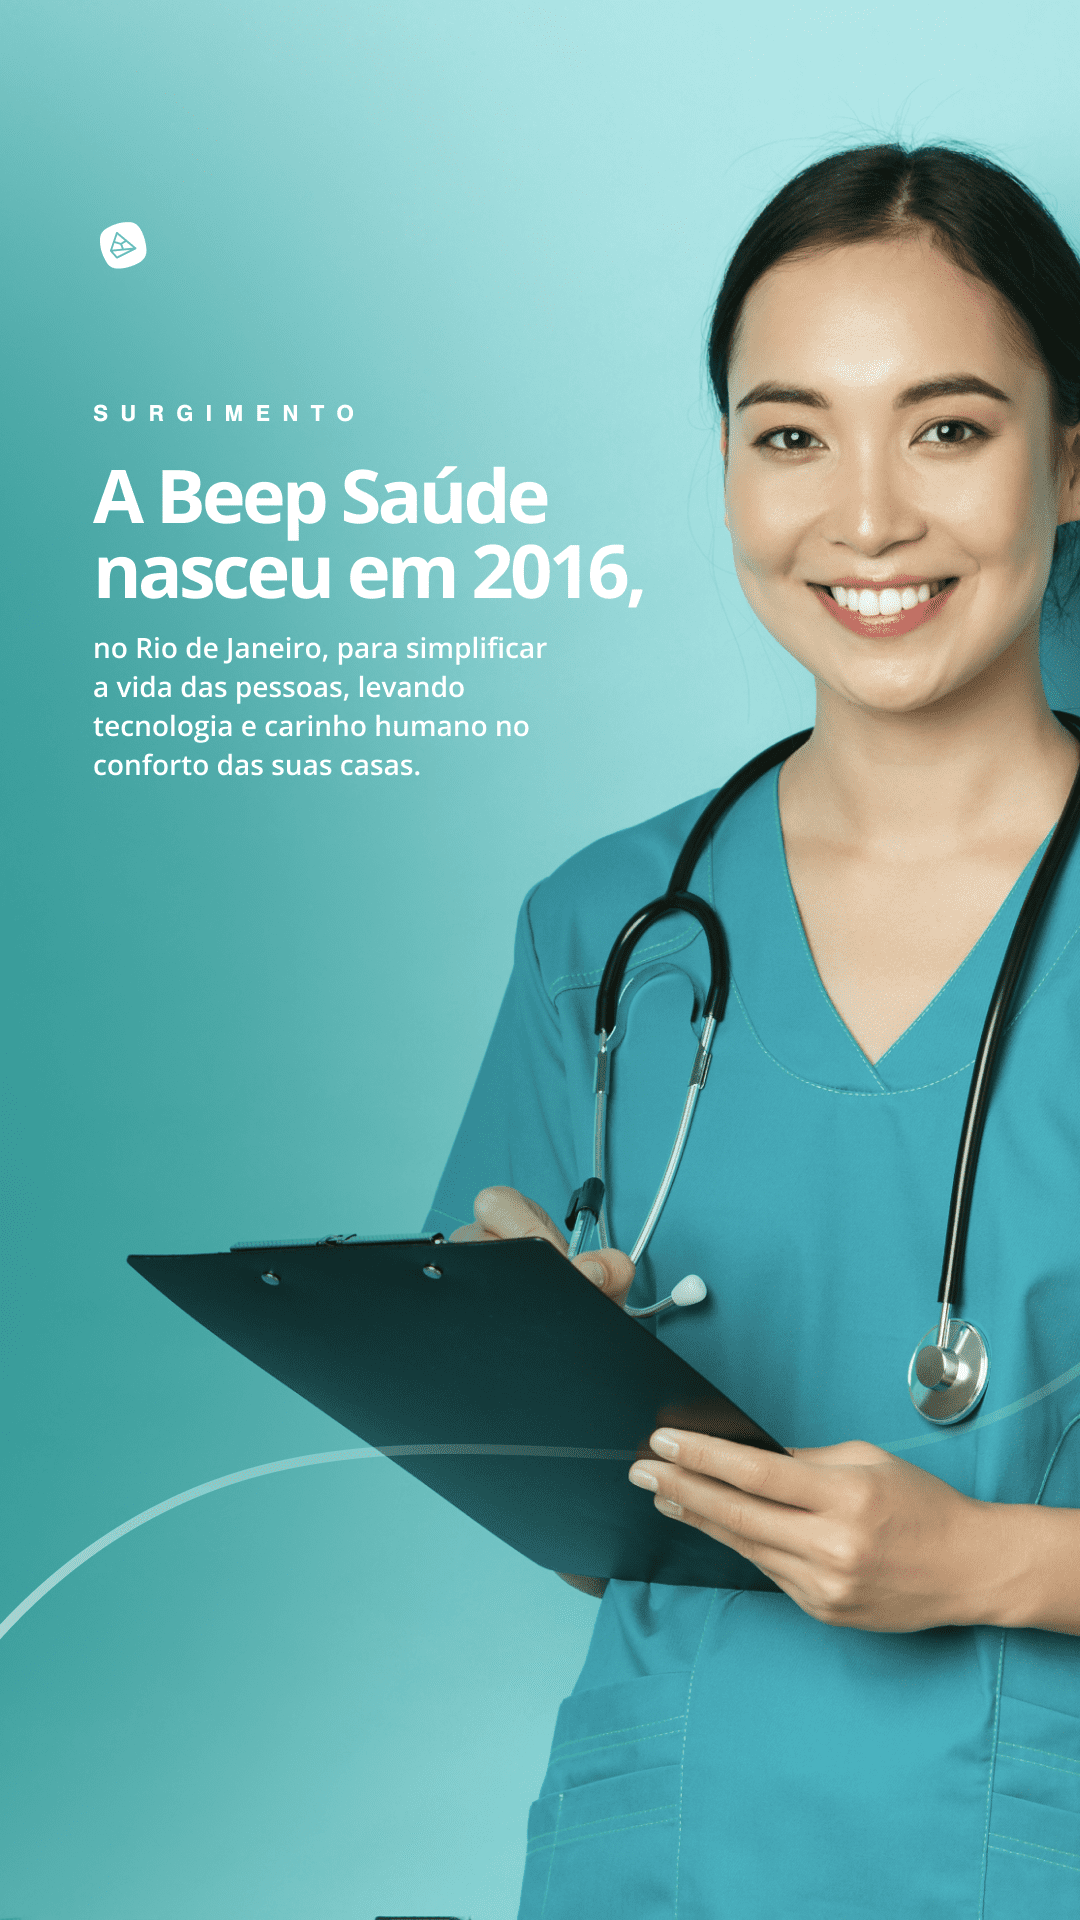 SURGIMENTO
A Beep Saúde
nasceu em 2016,
no Rio de Janeiro, para simplificar
a vida das pessoas, levando
tecnologia e carinho humano no
conforto das suas casas.